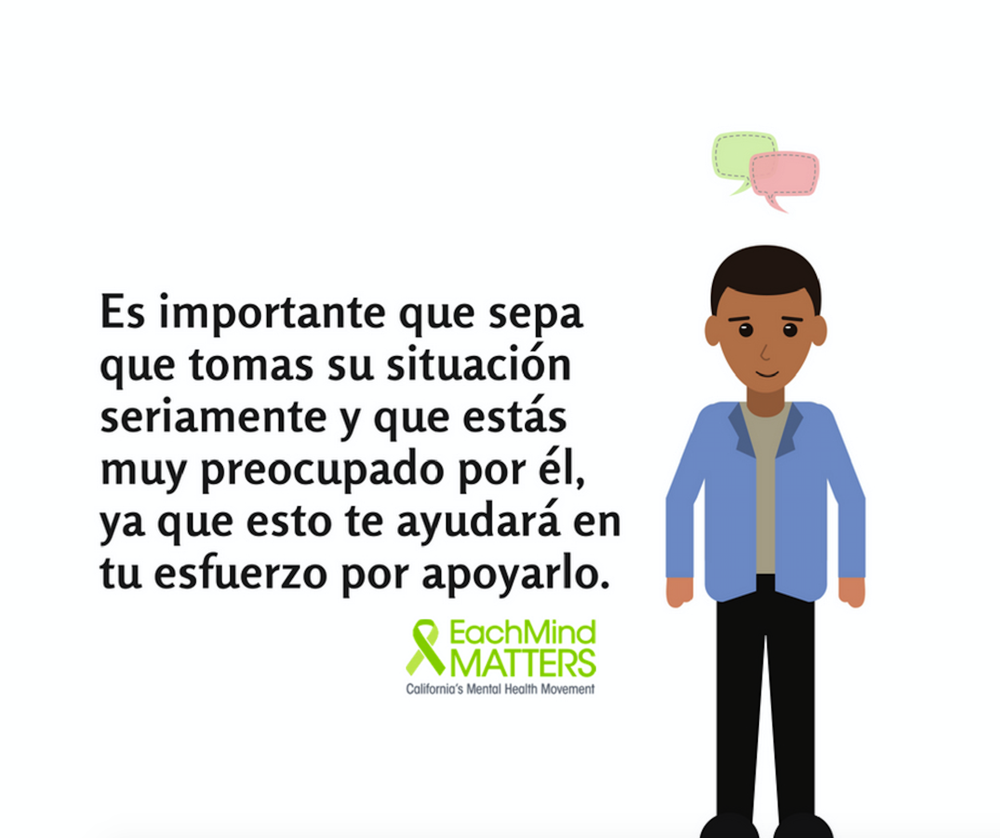 Es importante que sepa
que tomas su situación
seriamente y que estás
muy preocupado por él,
ya que esto te ayudará en
tu esfuerzo por apoyarlo.
EachMind
MATTERS
California's Mental Health Movement